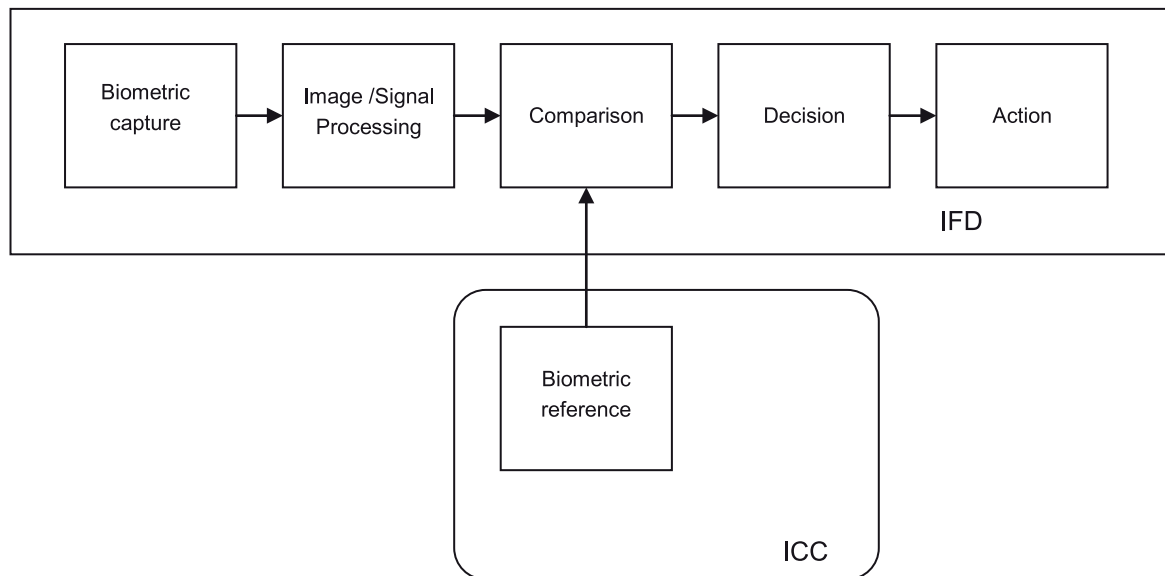 Biometric
capture
Image /Signal
Processing
Comparison
Decision
Action
IFD
Biometric
reference
ICC